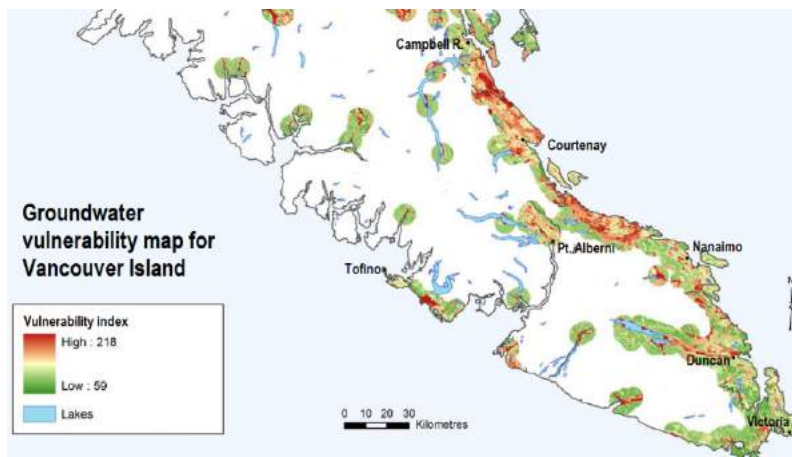 Campbell R.
Courtenay
Groundwater
vulnerability map for
Vancouver Island
Nanaimo
Pt. Alberni
Tofino
Vulnerability index
High : 218
Low : 59
Lakes
Duncan
0 10 20 30
Kilometres
Victoria
N